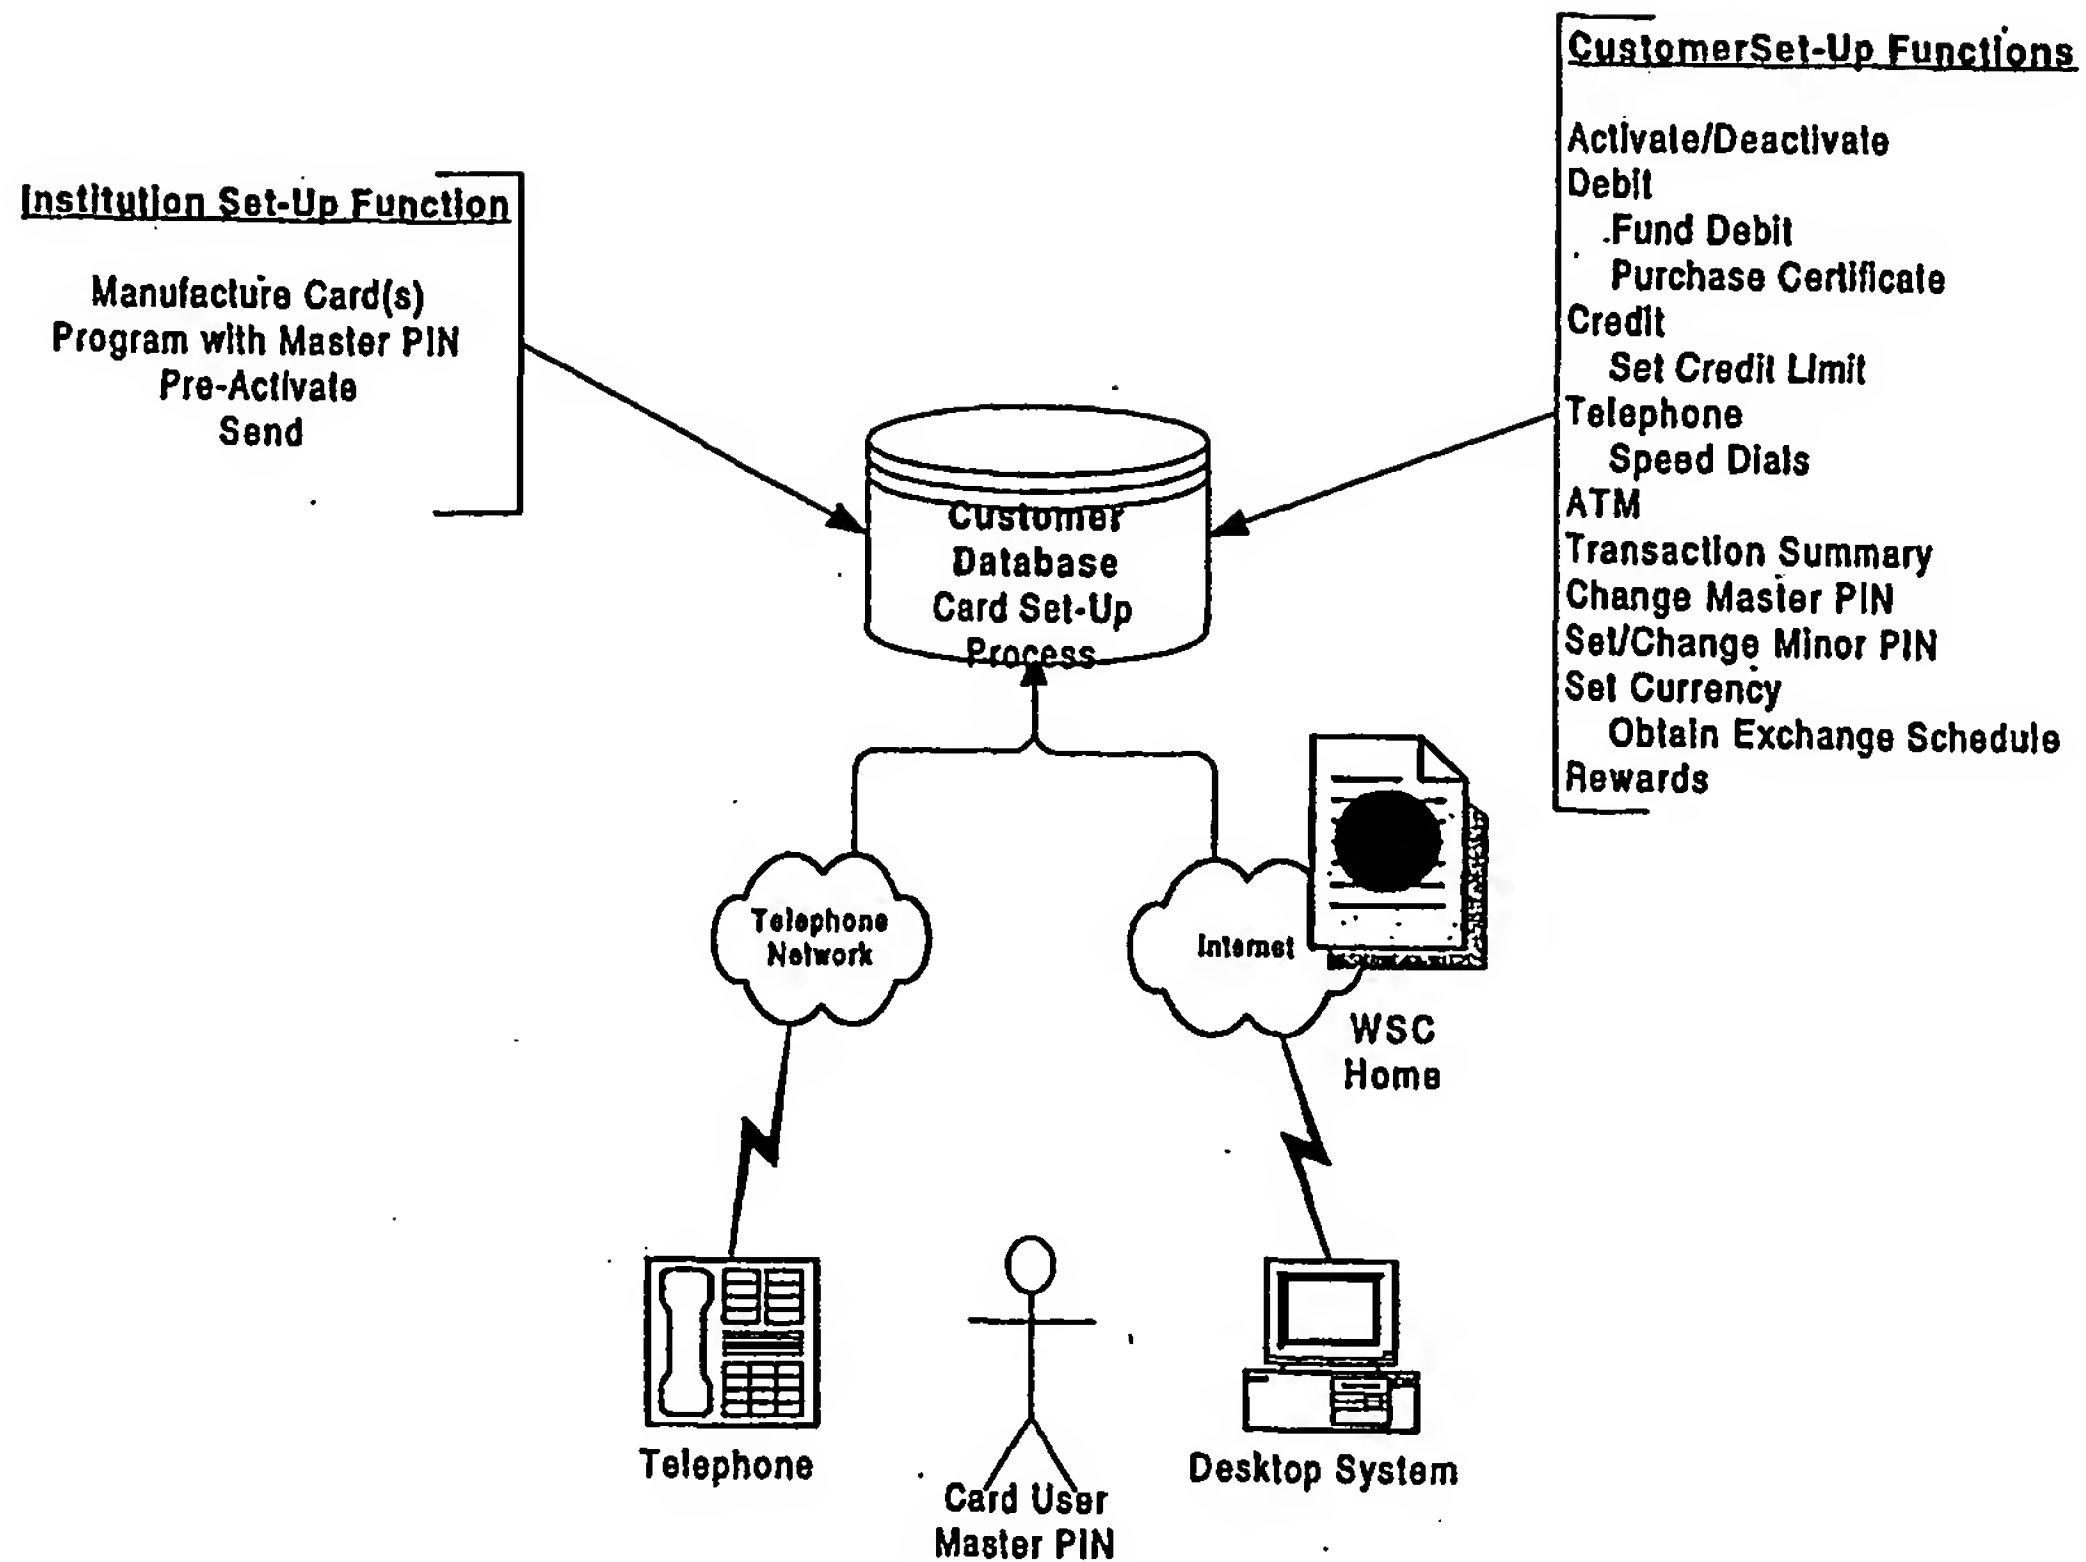 Institution Set-Up Function
Manufacture Card(s)
Program with Master PIN
Pre-Activate
Send
CustomerSet-Up Functions
Activate/Deactivate
Debit
Fund Debit
Purchase Certificate
Credit
Set Credit Limit
Telephone
Speed Dials
ATM
Transaction Summary
Change Master PIN
Set/Change Minor PIN
Set Currency
Obtain Exchange Schedule
Rewards
Customer
Database
Card Set-Up
Process
Telephone
Network
Internet
WSC
Home
Telephone
Card User
Master PIN
Desktop System